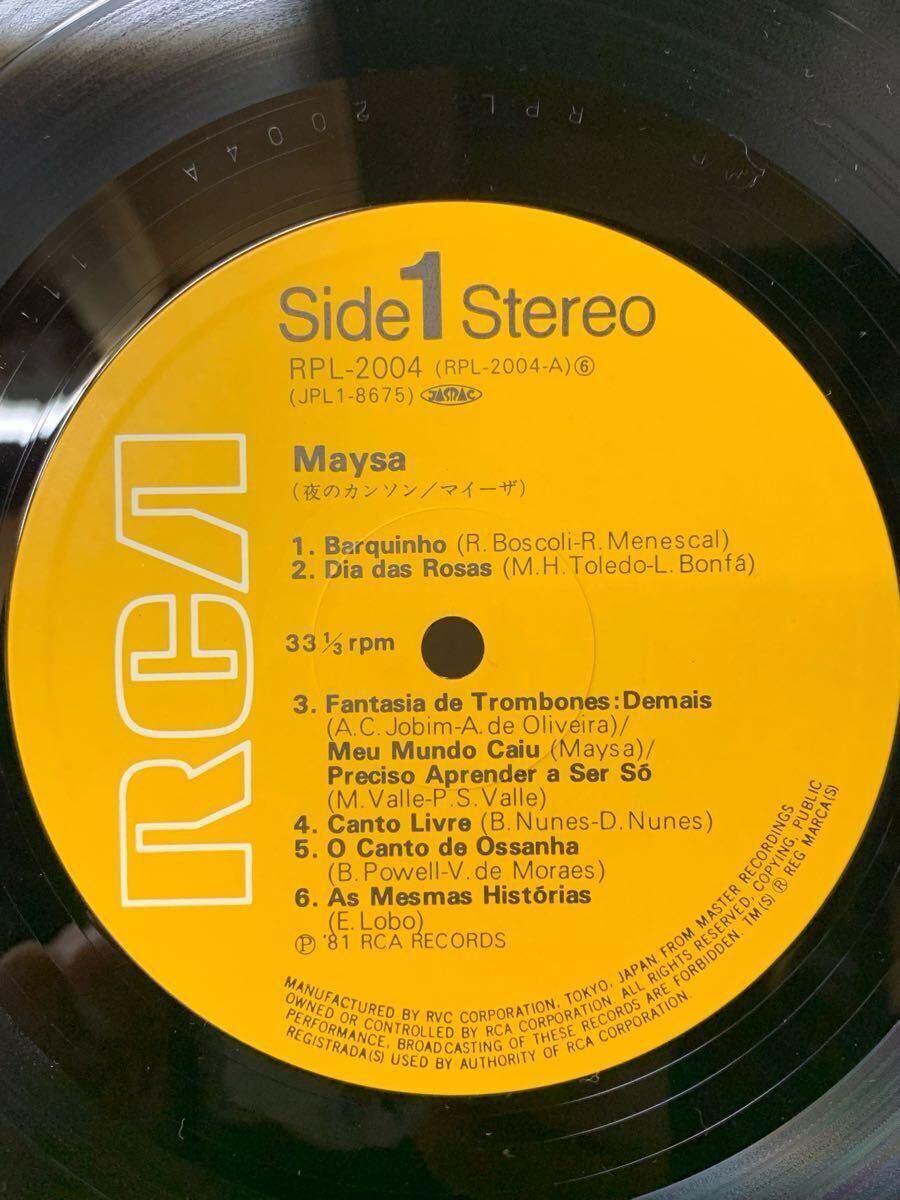 RPL 20004A
Side 1 Stereo
RPL-2004 (RPL-2004-A)⑥
(JPL1-8675) JASRAC
RCA
Maysa
(夜のカンソン/マイーザ)
1. Barquinho (R. Boscoli-R. Menescal)
2. Dia das Rosas (M.H. Toledo-L. Bonfá)
33 ⅓ rpm
3. Fantasia de Trombones: Demais
(A.C. Jobim-A. de Oliveira)/
Meu Mundo Caiu (Maysa)/
Preciso Aprender a Ser Só
(M. Valle-P.S. Valle)
4. Canto Livre (B. Nunes-D. Nunes)
5. O Canto de Ossanha
(B. Powell-V. de Moraes)
6. As Mesmas Histórias
(E. Lobo)
℗ '81 RCA RECORDS
MANUFACTURED BY RVC CORPORATION, TOKYO, JAPAN FROM MASTER RECORDINGS
OWNED OR CONTROLLED BY RCA CORPORATION. ALL RIGHTS RESERVED, COPYING, PUBLIC
PERFORMANCE, BROADCASTING OF THESE RECORDS ARE FORBIDDEN. TM(S) ® REG MARCA(S)
REGISTRADA(S) USED BY AUTHORITY OF RCA CORPORATION.